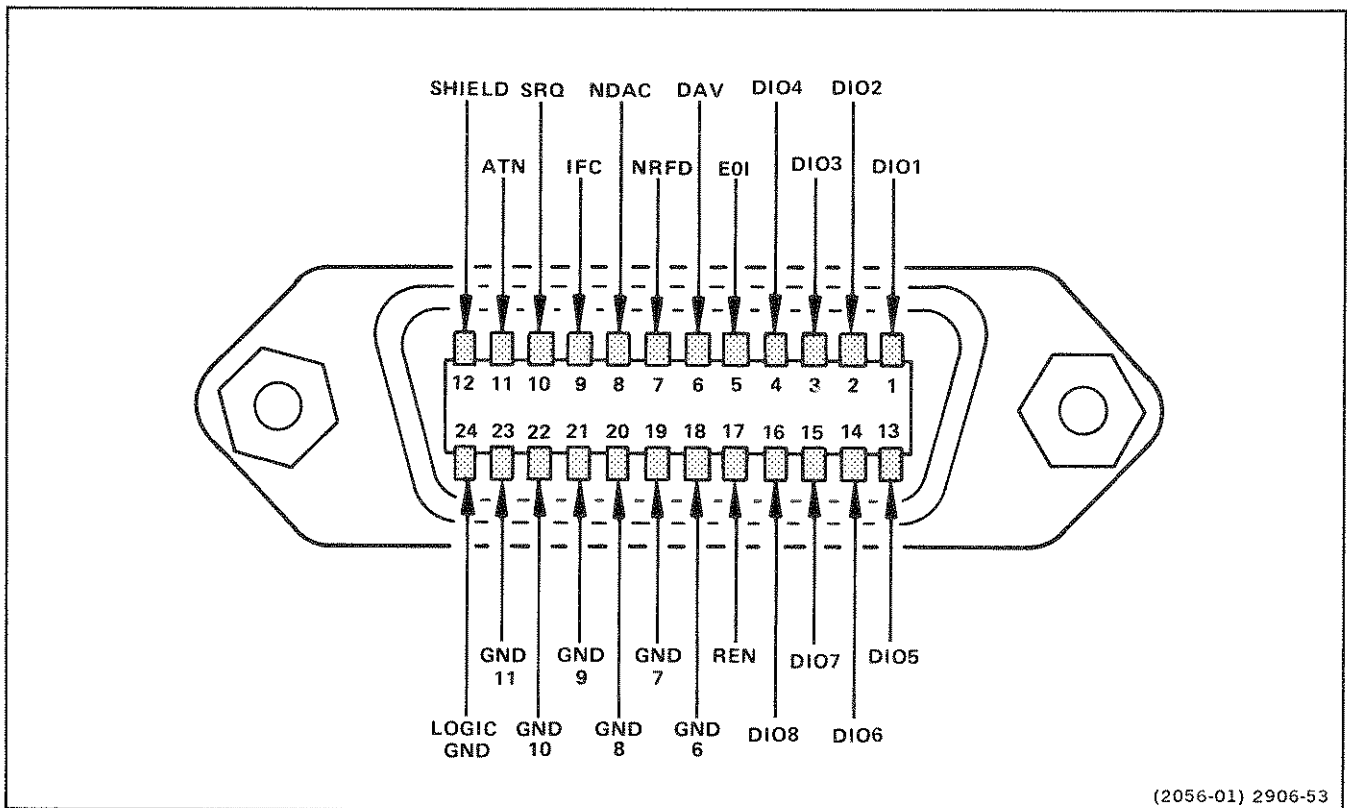 SHIELD SRQ NDAC DAV DIO4 DIO2
ATN IFC NRFD E0I DIO3 DIO1
12 11 10 9 8 7 6 5 4 3 2 1
24 23 22 21 20 19 18 17 16 15 14 13
GND GND GND REN DIO7 DIO5
11 9 7
LOGIC GND GND GND DIO8 DIO6
GND 10 8 6
(2056-01) 2906-53